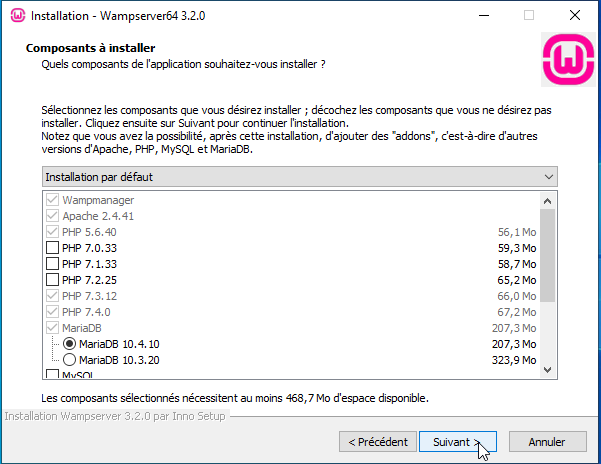 Installation - Wampserver64 3.2.0
Composants à installer
Quels composants de l'application souhaitez-vous installer ?
Sélectionnez les composants que vous désirez installer ; décochez les composants que vous ne désirez pas
installer. Cliquez ensuite sur Suivant pour continuer l'installation.
Notez que vous avez la possibilité, après cette installation, d'ajouter des "addons", c'est-à-dire d'autres
versions d'Apache, PHP, MySQL et MariaDB.
Installation par défaut
Wampmanager
Apache 2.4.41
PHP 5.6.40 56,1 Mo
PHP 7.0.33 59,3 Mo
PHP 7.1.33 58,7 Mo
PHP 7.2.25 65,2 Mo
PHP 7.3.12 66,0 Mo
PHP 7.4.0 67,2 Mo
MariaDB 207,3 Mo
MariaDB 10.4.10 207,3 Mo
MariaDB 10.3.20 323,9 Mo
MySQL
Les composants sélectionnés nécessitent au moins 468,7 Mo d'espace disponible.
Installation Wampserver 3.2.0 par Inno Setup
< Précédent Suivant > Annuler